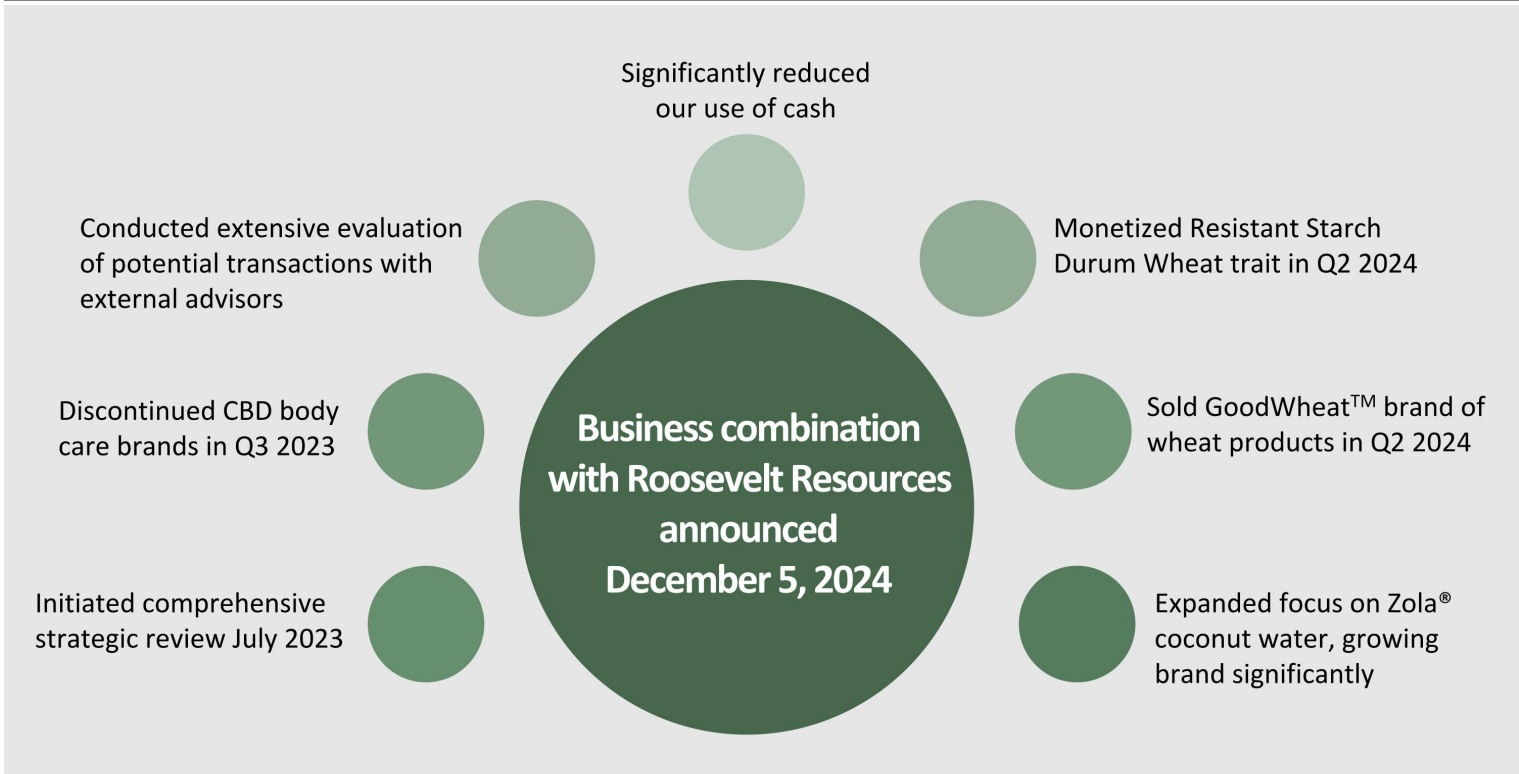 Significantly reduced
our use of cash
Conducted extensive evaluation
of potential transactions with
external advisors
Monetized Resistant Starch
Durum Wheat trait in Q2 2024
Discontinued CBD body
care brands in Q3 2023
Business combination
with Roosevelt Resources
announced
December 5, 2024
Sold GoodWheat™ brand of
wheat products in Q2 2024
Initiated comprehensive
strategic review July 2023
Expanded focus on Zola®
coconut water, growing
brand significantly